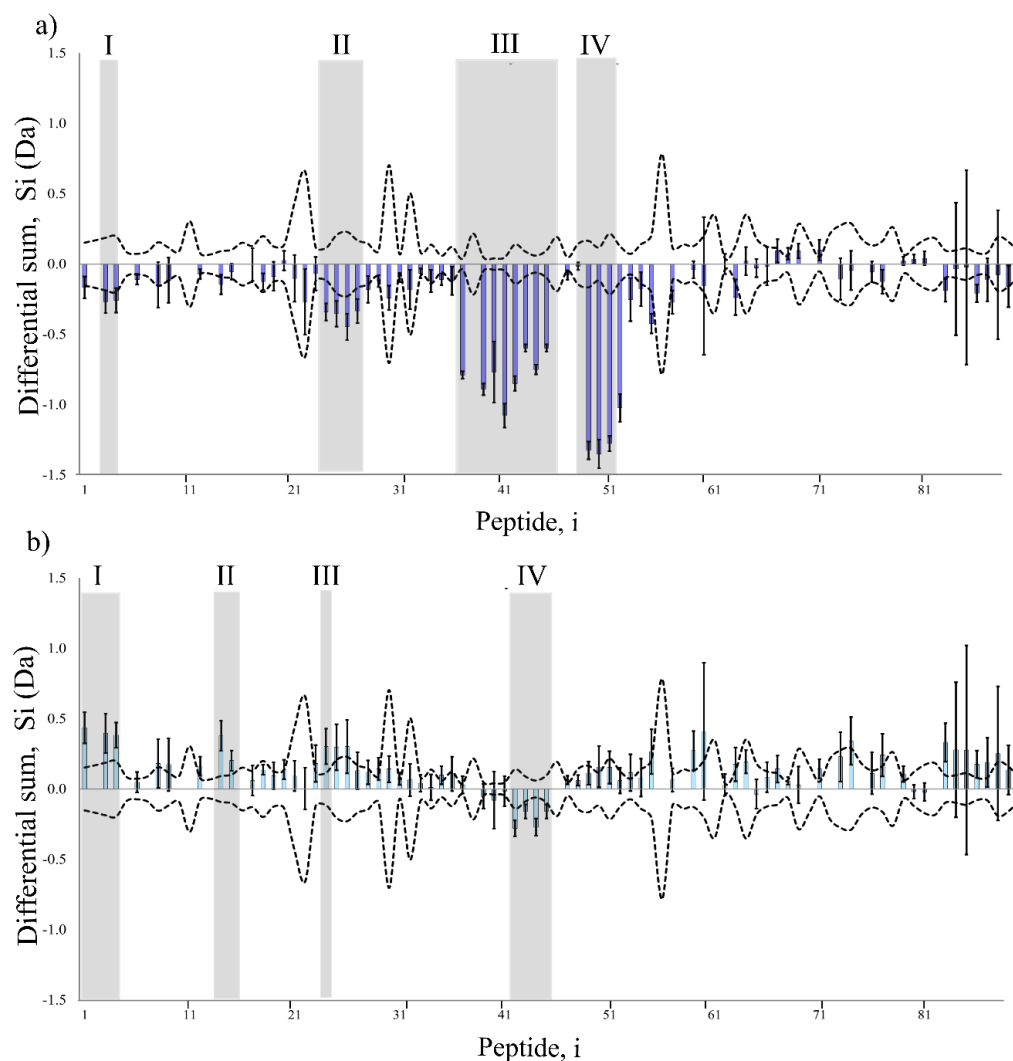 a)
I II III IV
1.5
1.0
0.5
0.0
-0.5
-1.0
-1.5
Differential sum, Si (Da)
1 11 21 31 41 51 61 71 81
Peptide, i
b)
I II III IV
1.5
1.0
0.5
0.0
-0.5
-1.0
-1.5
Differential sum, Si (Da)
1 11 21 31 41 51 61 71 81
Peptide, i